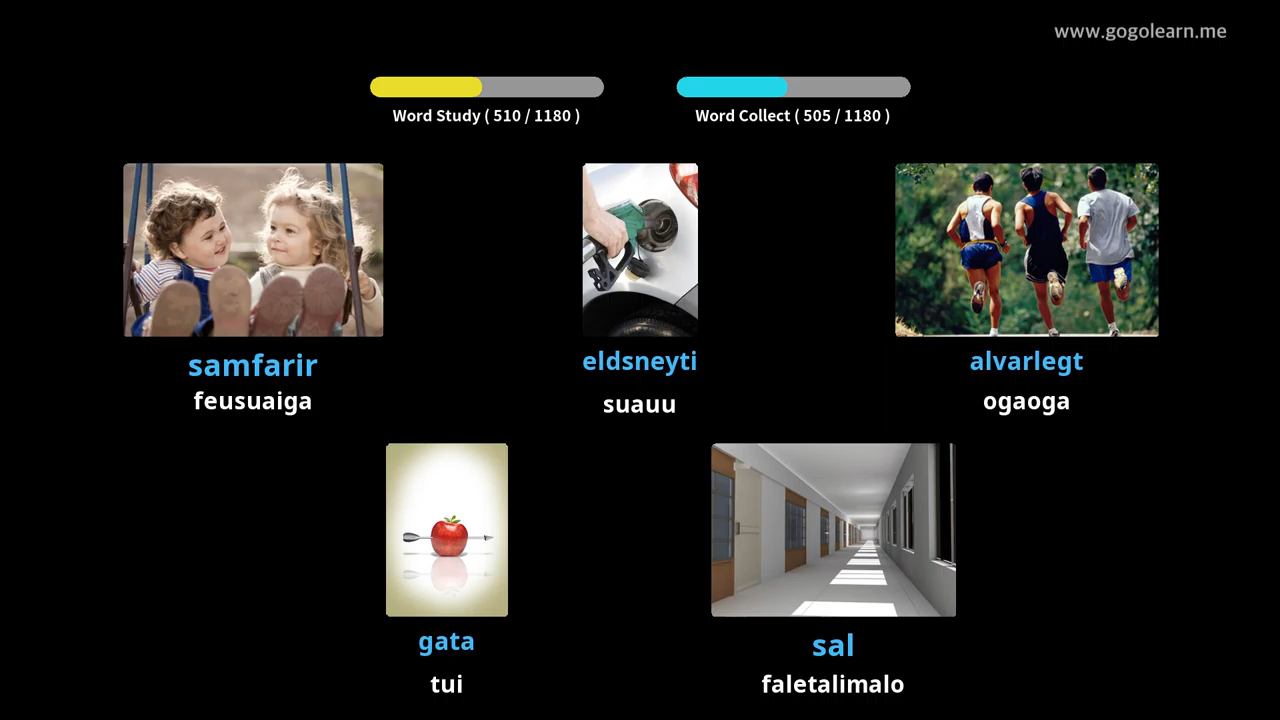 www.gogolearn.me
Word Study ( 510 / 1180 )
Word Collect ( 505 / 1180 )
samfarir
feusuaiga
eldsneyti
suauu
alvarlegt
ogaoga
gata
tui
sal
faletalimalo